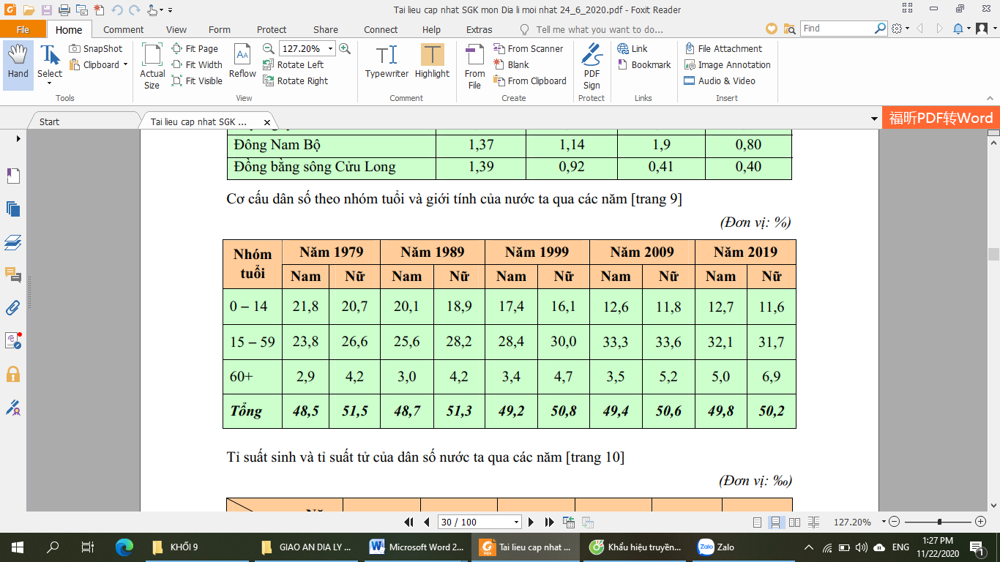 Tai lieu cap nhat SGK mon Dia li moi nhat 24_6_2020.pdf - Foxit Reader
File Home Comment View Form Protect Share Connect Help Extras Tell me what you want to do... Find
Hand
Select
SnapShot
Clipboard
Tools
Actual Size
Fit Page
Fit Width
Fit Visible
Reflow
127.20%
Rotate Left
Rotate Right
View
Typewriter
Highlight
Comment
From File
From Scanner
Blank
From Clipboard
Create
PDF Sign
Protect
Link
Bookmark
Links
File Attachment
Image Annotation
Audio & Video
Insert
Start Tai lieu cap nhat SGK ... 福昕PDF转Word
Đông Nam Bộ 1,37 1,14 1,9 0,80
Đồng bằng sông Cửu Long 1,39 0,92 0,41 0,40
Cơ cấu dân số theo nhóm tuổi và giới tính của nước ta qua các năm [trang 9]
(Đơn vị: %)
Nhóm tuổi Năm 1979 Năm 1989 Năm 1999 Năm 2009 Năm 2019
Nam Nữ Nam Nữ Nam Nữ Nam Nữ Nam Nữ
0 – 14 21,8 20,7 20,1 18,9 17,4 16,1 12,6 11,8 12,7 11,6
15 – 59 23,8 26,6 25,6 28,2 28,4 30,0 33,3 33,6 32,1 31,7
60+ 2,9 4,2 3,0 4,2 3,4 4,7 3,5 5,2 5,0 6,9
Tổng 48,5 51,5 48,7 51,3 49,2 50,8 49,4 50,6 49,8 50,2
Tỉ suất sinh và tỉ suất tử của dân số nước ta qua các năm [trang 10]
(Đơn vị: ‰)
30 / 100 127.20%
KHỐI 9 GIAO AN DIA LY ... Microsoft Word 2... Tai lieu cap nhat ... Khẩu hiệu truyền... Zalo ENG 1:27 PM
11/22/2020